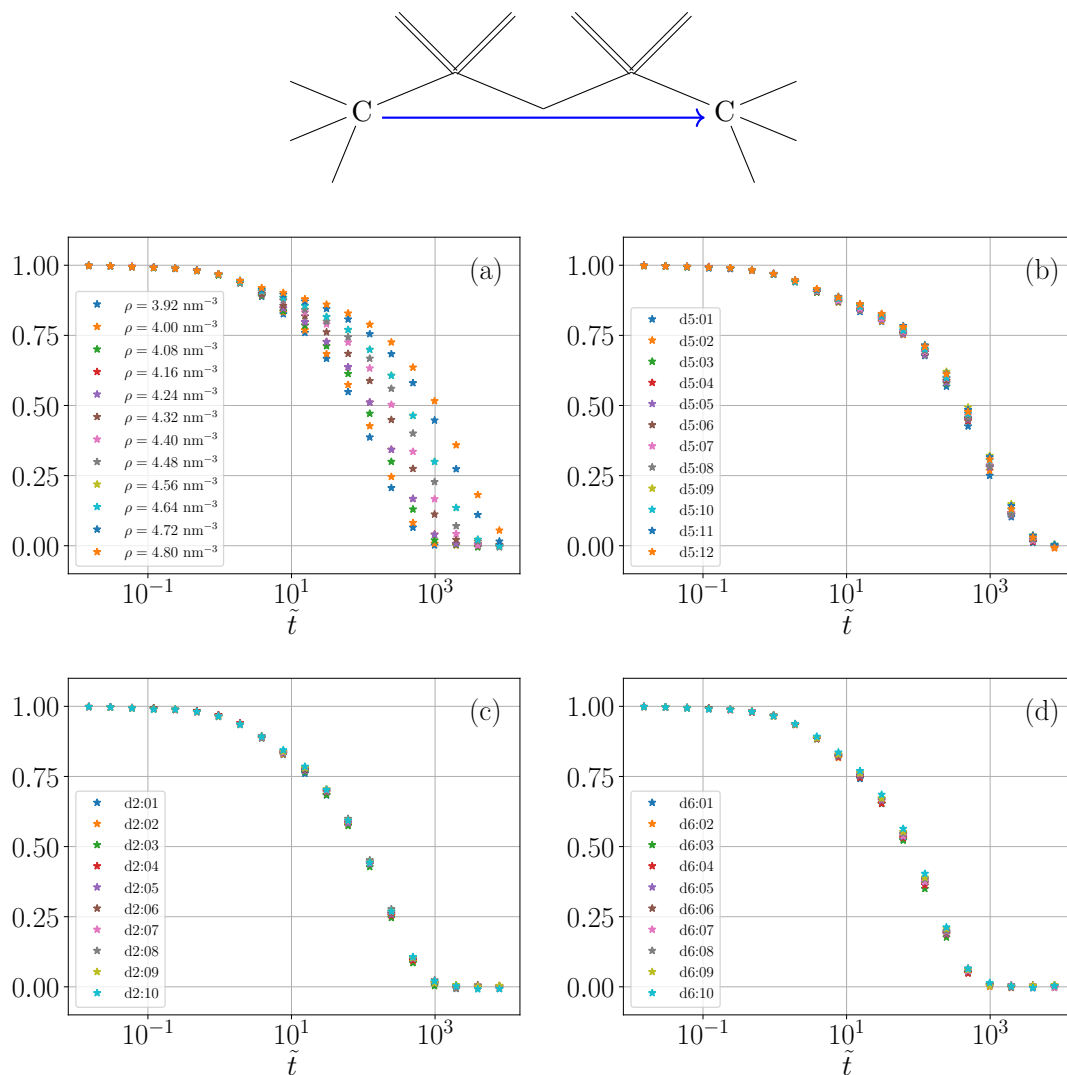 C C
(a)
1.00
0.75
0.50
0.25
0.00
ρ = 3.92 nm⁻³
ρ = 4.00 nm⁻³
ρ = 4.08 nm⁻³
ρ = 4.16 nm⁻³
ρ = 4.24 nm⁻³
ρ = 4.32 nm⁻³
ρ = 4.40 nm⁻³
ρ = 4.48 nm⁻³
ρ = 4.56 nm⁻³
ρ = 4.64 nm⁻³
ρ = 4.72 nm⁻³
ρ = 4.80 nm⁻³
10⁻¹ 10¹ 10³
t̃
(b)
1.00
0.75
0.50
0.25
0.00
d5:01
d5:02
d5:03
d5:04
d5:05
d5:06
d5:07
d5:08
d5:09
d5:10
d5:11
d5:12
10⁻¹ 10¹ 10³
t̃
(c)
1.00
0.75
0.50
0.25
0.00
d2:01
d2:02
d2:03
d2:04
d2:05
d2:06
d2:07
d2:08
d2:09
d2:10
10⁻¹ 10¹ 10³
t̃
(d)
1.00
0.75
0.50
0.25
0.00
d6:01
d6:02
d6:03
d6:04
d6:05
d6:06
d6:07
d6:08
d6:09
d6:10
10⁻¹ 10¹ 10³
t̃